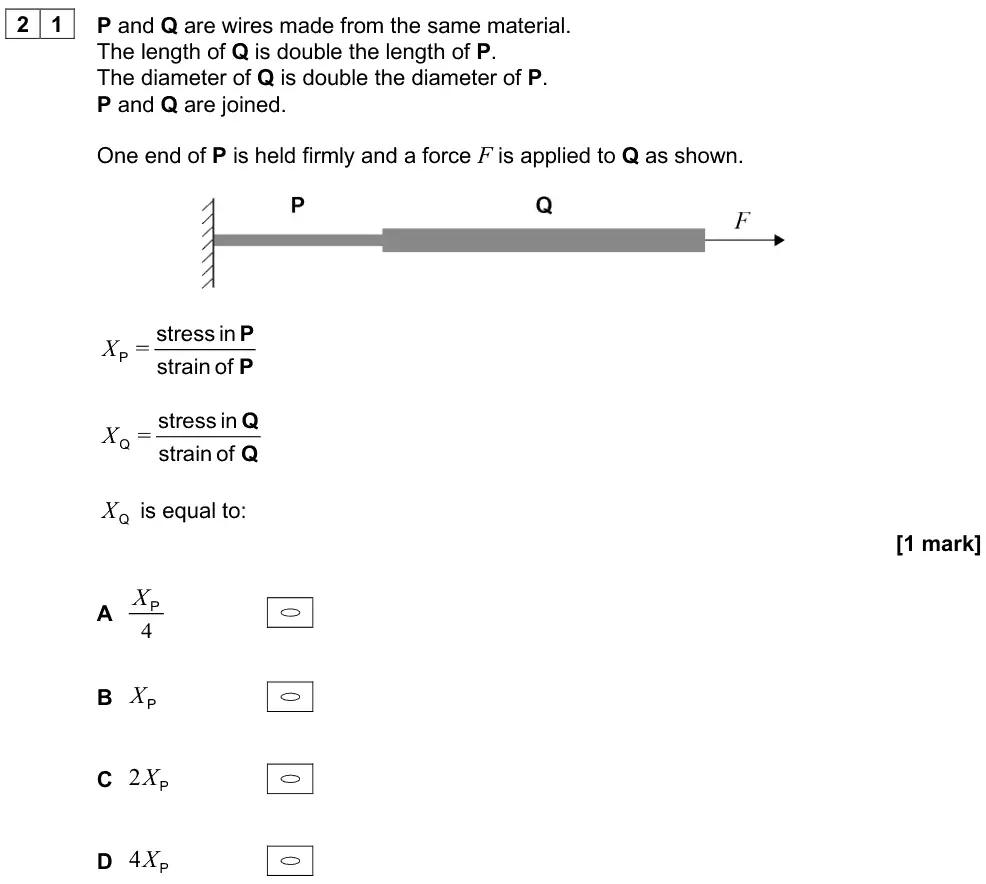 2 1 P and Q are wires made from the same material.
The length of Q is double the length of P.
The diameter of Q is double the diameter of P.
P and Q are joined.
One end of P is held firmly and a force F is applied to Q as shown.
P Q F
X_P = stress in P / strain of P
X_Q = stress in Q / strain of Q
X_Q is equal to:
[1 mark]
A X_P / 4
B X_P
C 2X_P
D 4X_P